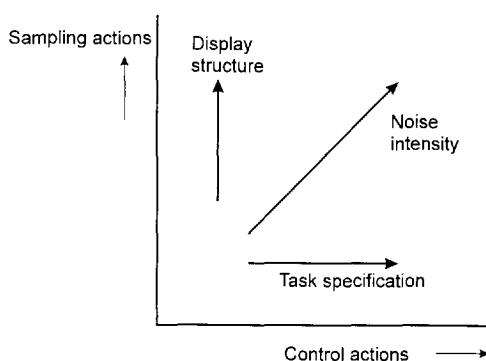 Sampling actions
Display
structure
Noise
intensity
Task specification
Control actions